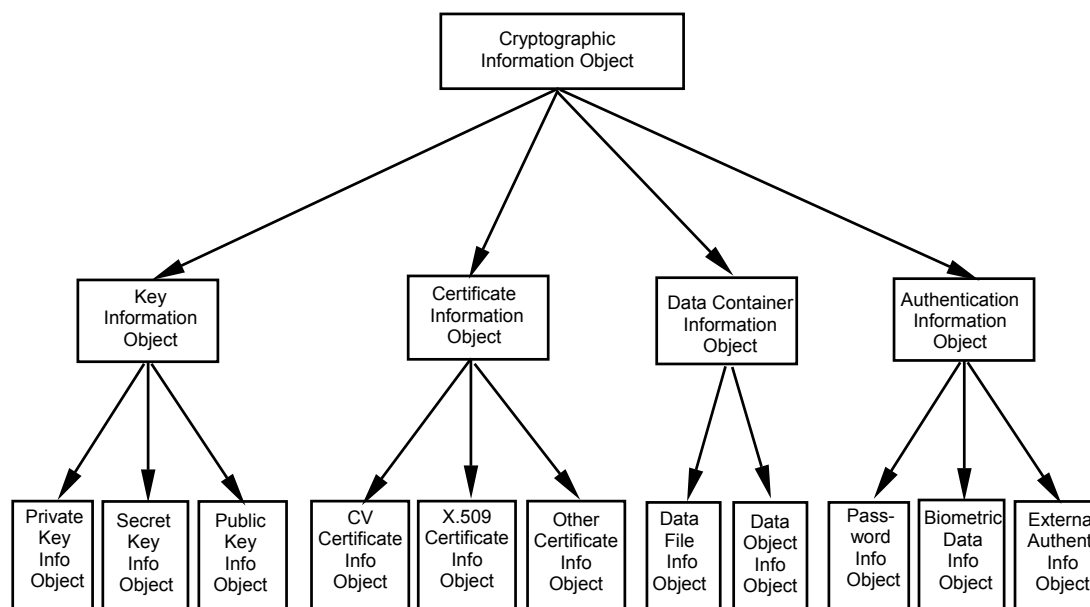 Cryptographic
Information Object
Key
Information
Object
Certificate
Information
Object
Data Container
Information
Object
Authentication
Information
Object
Private
Key
Info
Object
Secret
Key
Info
Object
Public
Key
Info
Object
CV
Certificate
Info
Object
X.509
Certificate
Info
Object
Other
Certificate
Info
Object
Data
File
Info
Object
Data
Object
Info
Object
Pass-
word
Info
Object
Biometric
Data
Info
Object
External
Authent.
Info
Object